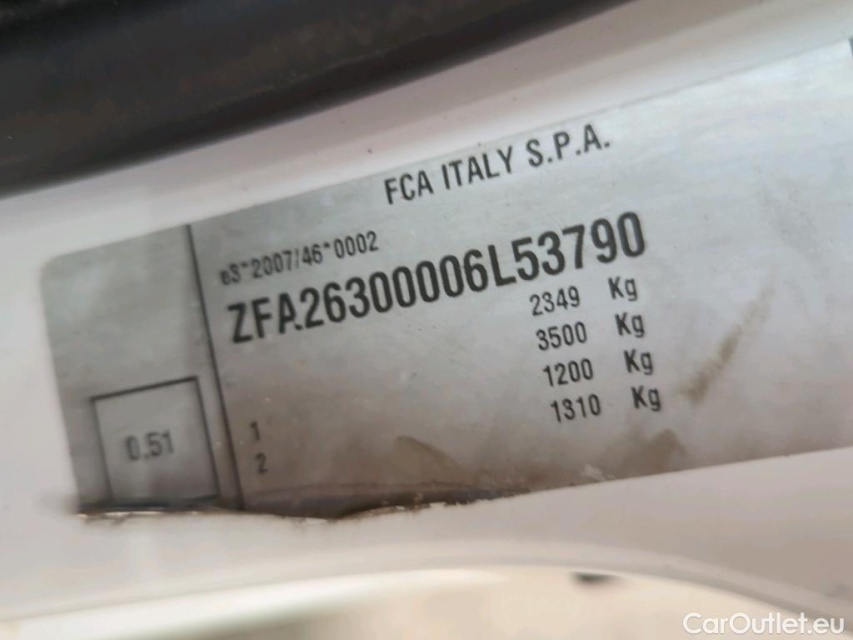 FCA ITALY S.P.A.
e3*2007/46*0002
ZFA26300006L53790
2349 Kg
3500 Kg
1 1200 Kg
2 1310 Kg
0.51
CarOutlet.eu